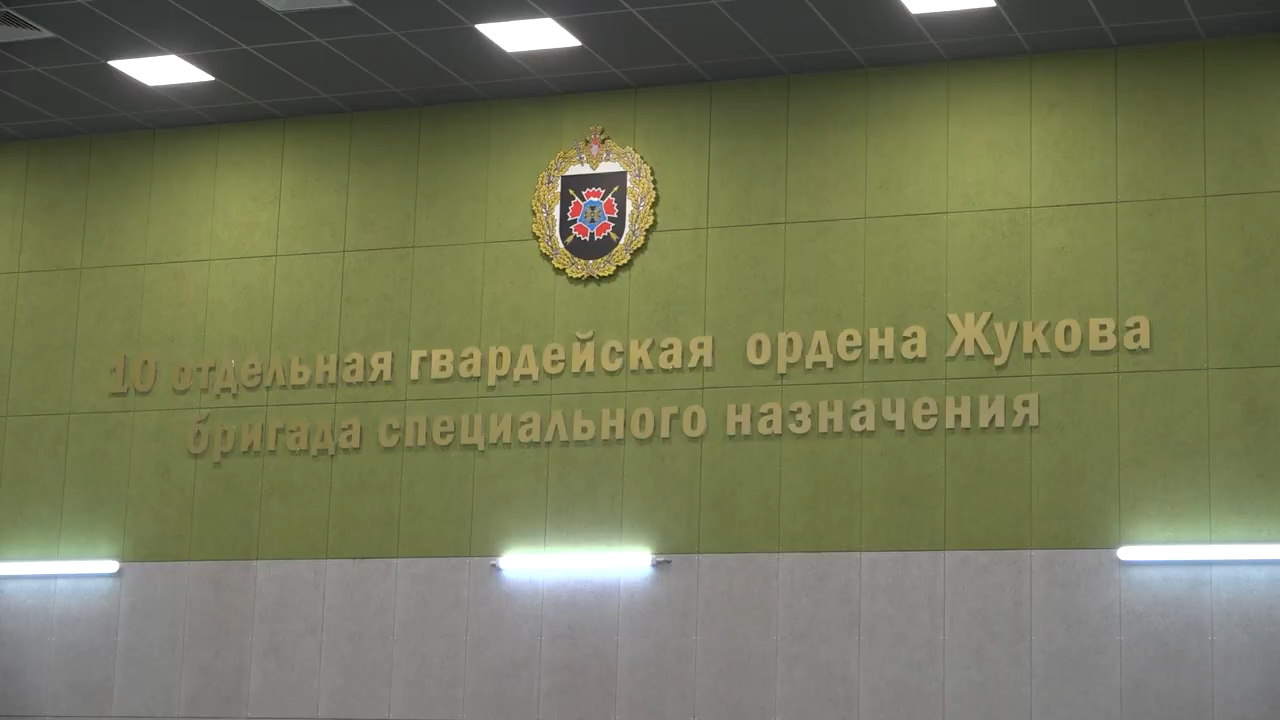 10 отдельная гвардейская ордена Жукова
бригада специального назначения